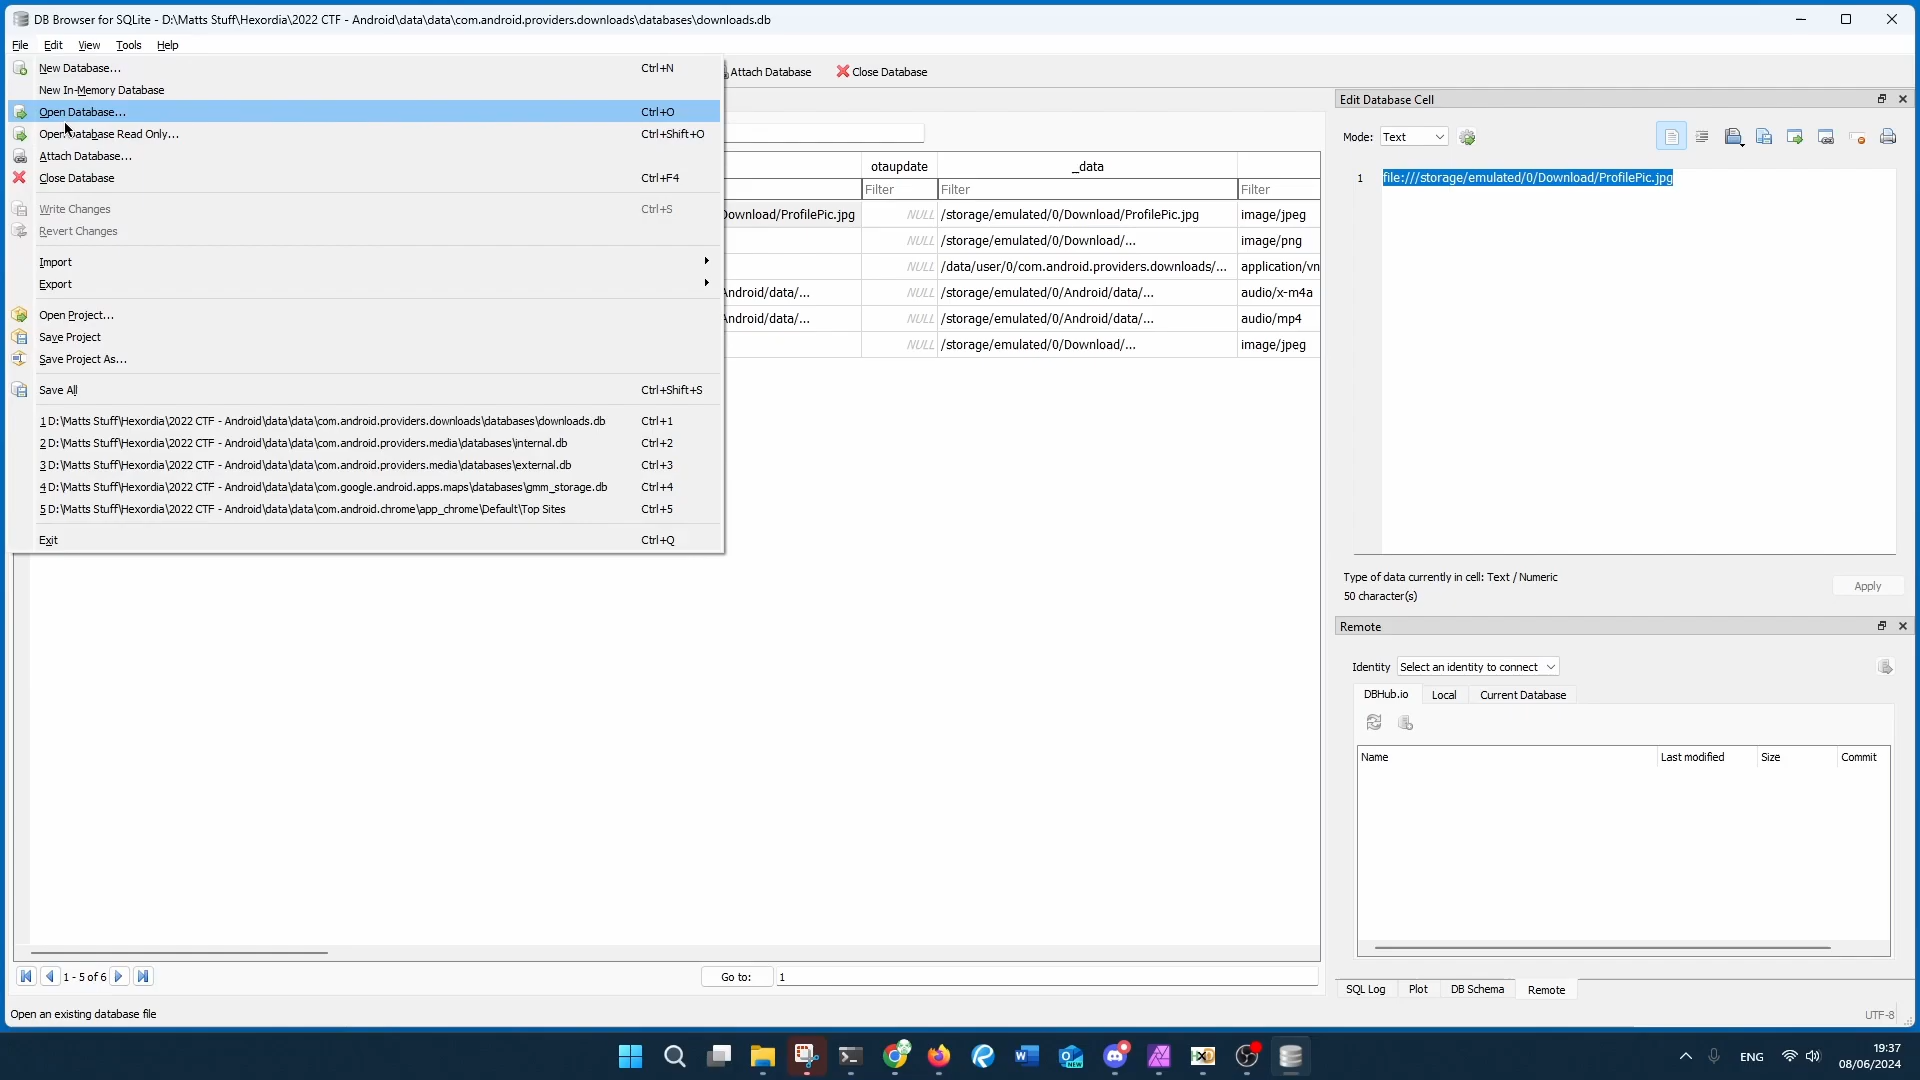 DB Browser for SQLite - D:\Matts Stuff\Hexordia\2022 CTF - Android\data\data\com.android.providers.downloads\databases\downloads.db
File Edit View Tools Help
New Database... Ctrl+N
New In-Memory Database
Open Database... Ctrl+O
Open Database Read Only... Ctrl+Shift+O
Attach Database...
Close Database Ctrl+F4
Write Changes Ctrl+S
Revert Changes
Import
Export
Open Project...
Save Project
Save Project As...
Save All Ctrl+Shift+S
1 D:\Matts Stuff\Hexordia\2022 CTF - Android\data\data\com.android.providers.downloads\databases\downloads.db Ctrl+1
2 D:\Matts Stuff\Hexordia\2022 CTF - Android\data\data\com.android.providers.media\databases\internal.db Ctrl+2
3 D:\Matts Stuff\Hexordia\2022 CTF - Android\data\data\com.android.providers.media\databases\external.db Ctrl+3
4 D:\Matts Stuff\Hexordia\2022 CTF - Android\data\data\com.google.android.apps.maps\databases\gmm_storage.db Ctrl+4
5 D:\Matts Stuff\Hexordia\2022 CTF - Android\data\data\com.android.chrome\app_chrome\Default\Top Sites Ctrl+5
Exit Ctrl+Q
Attach Database Close Database
otaupdate _data
Filter Filter Filter
Download/ProfilePic.jpg NULL /storage/emulated/0/Download/ProfilePic.jpg image/jpeg
NULL /storage/emulated/0/Download/... image/png
NULL /data/user/0/com.android.providers.downloads/... application/vn
Android/data/... NULL /storage/emulated/0/Android/data/... audio/x-m4a
Android/data/... NULL /storage/emulated/0/Android/data/... audio/mp4
NULL /storage/emulated/0/Download/... image/jpeg
1 - 5 of 6 Go to: 1
Open an existing database file
Edit Database Cell
Mode: Text
1 file:///storage/emulated/0/Download/ProfilePic.jpg
Type of data currently in cell: Text / Numeric
50 character(s)
Apply
Remote
Identity Select an identity to connect
DBHub.io Local Current Database
Name Last modified Size Commit
SQL Log Plot DB Schema Remote
UTF-8
ENG
19:37
08/06/2024